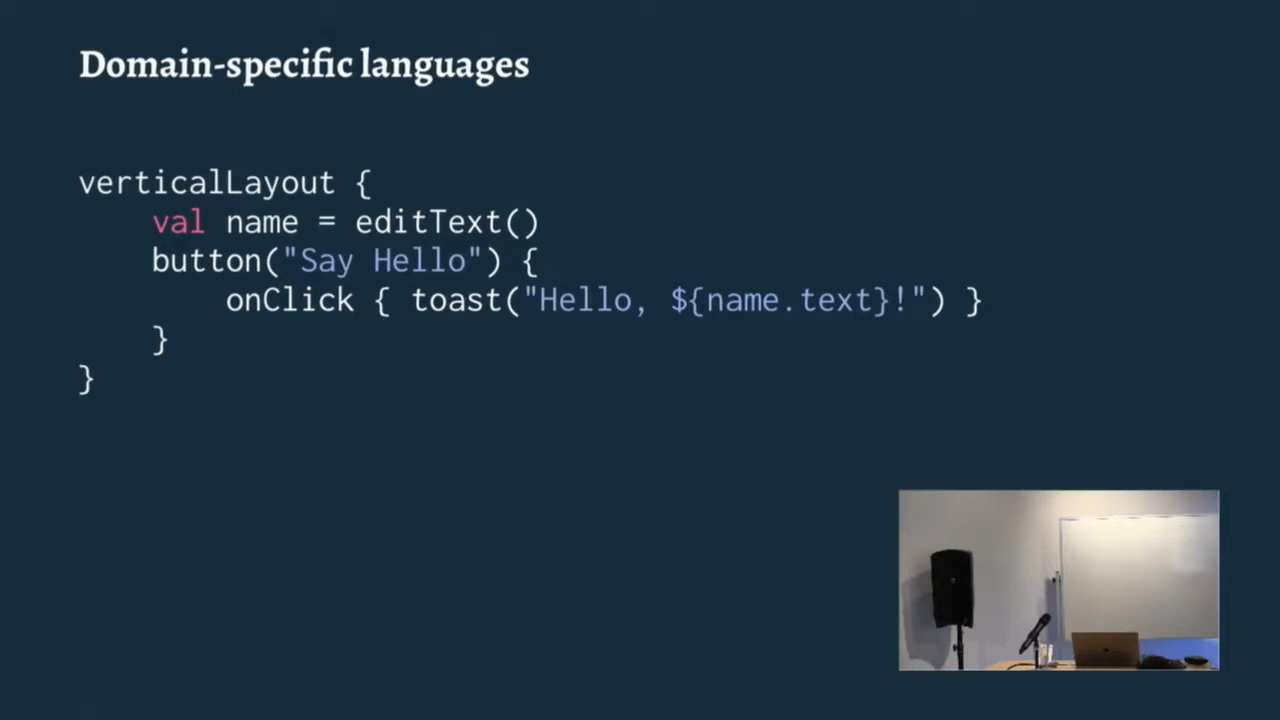 Domain-specific languages
verticalLayout {
    val name = editText()
    button("Say Hello") {
        onClick { toast("Hello, ${name.text}!") }
    }
}